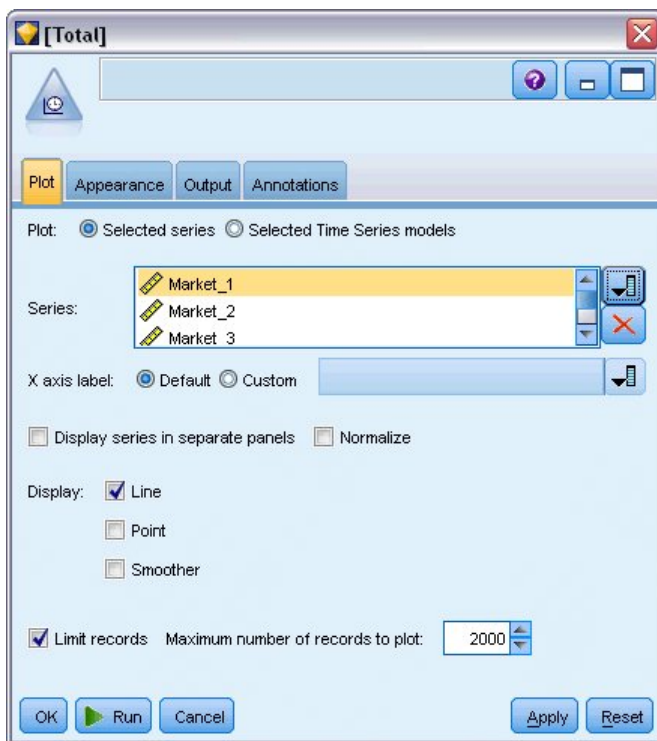 [Total]
Plot Appearance Output Annotations
Plot: Selected series Selected Time Series models
Series:
Market_1
Market_2
Market_3
X axis label: Default Custom
Display series in separate panels Normalize
Display: Line
Point
Smoother
Limit records Maximum number of records to plot: 2000
OK Run Cancel Apply Reset